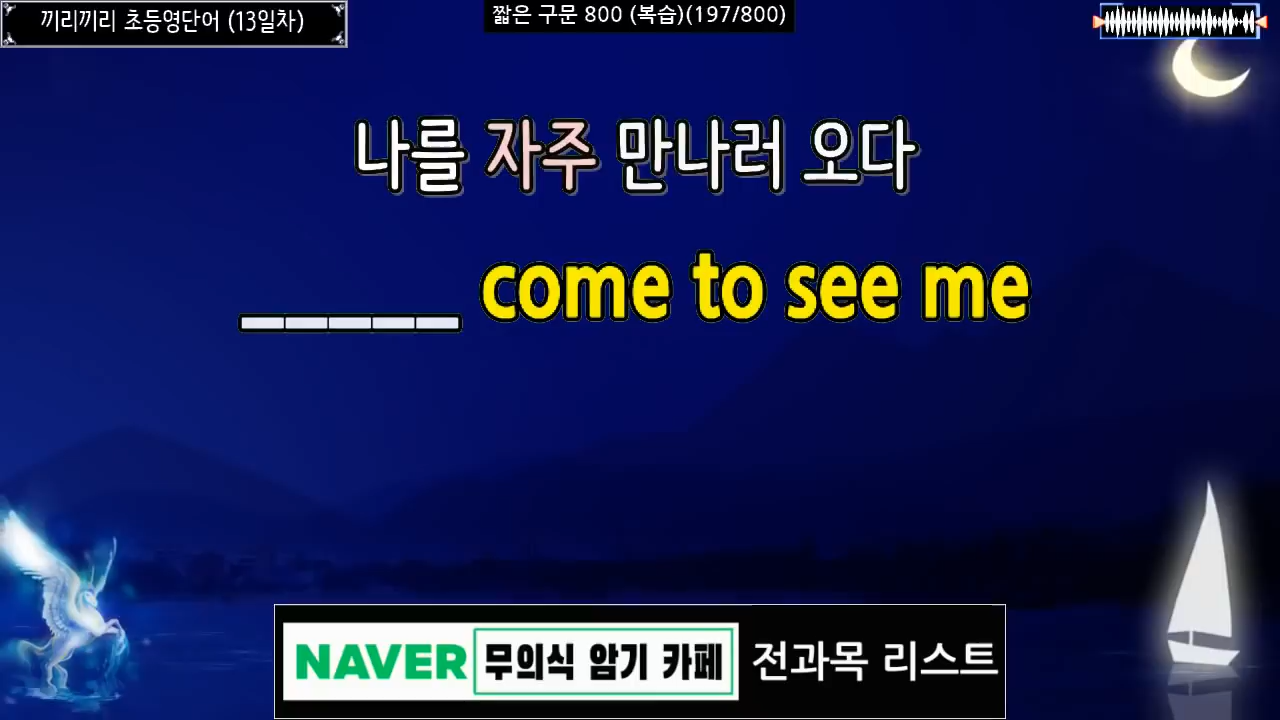 끼리끼리 초등영단어 (13일차)
짧은 구문 800 (복습)(197/800)
나를 자주 만나러 오다
_____ come to see me
NAVER 무의식 암기 카페 전과목 리스트